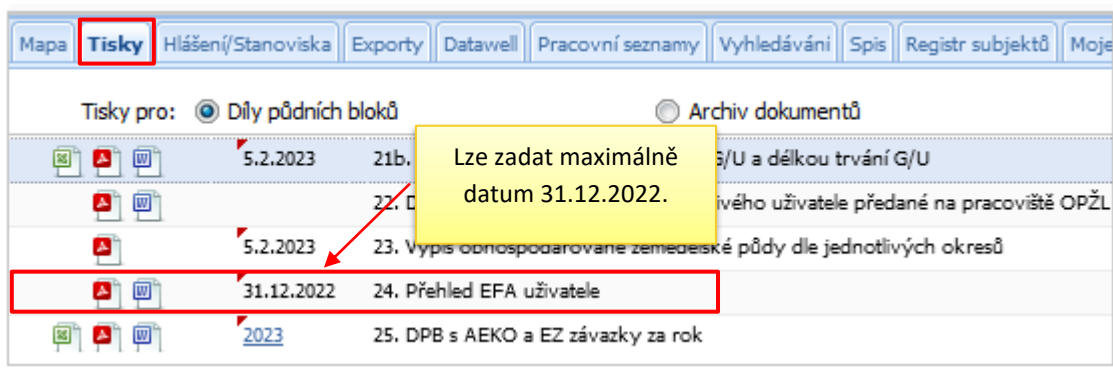 Mapa Tisky Hlášení/Stanoviska Exporty Datawell Pracovní seznamy Vyhledávání Spis Registr subjektů Moje
Tisky pro: Díly půdních bloků Archiv dokumentů
Lze zadat maximálně
datum 31.12.2022.
5.2.2023 21b. G/U a délkou trvání G/U
22. uživatele předané na pracoviště OPŽL
5.2.2023 23. Výpis obhospodařované zemědělské půdy dle jednotlivých okresů
31.12.2022 24. Přehled EFA uživatele
2023 25. DPB s AEKO a EZ závazky za rok